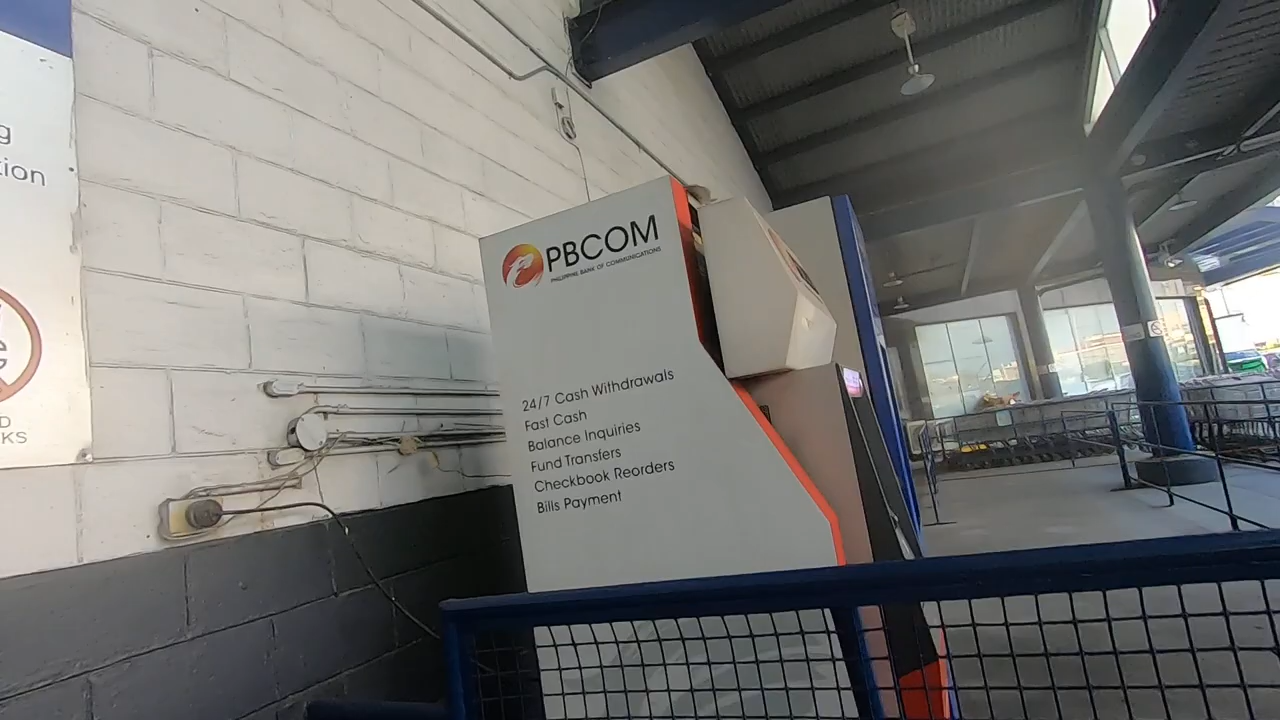 g
tion
D
KS
PBCOM
PHILIPPINE BANK OF COMMUNICATIONS
24/7 Cash Withdrawals
Fast Cash
Balance Inquiries
Fund Transfers
Checkbook Reorders
Bills Payment